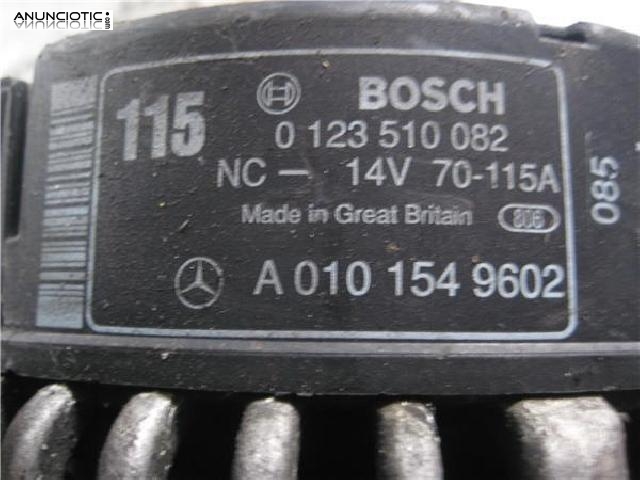 ANUNCIOTIC.com
115
BOSCH
0 123 510 082
NC - 14V 70-115A
Made in Great Britain 806
A 010 154 9602
085